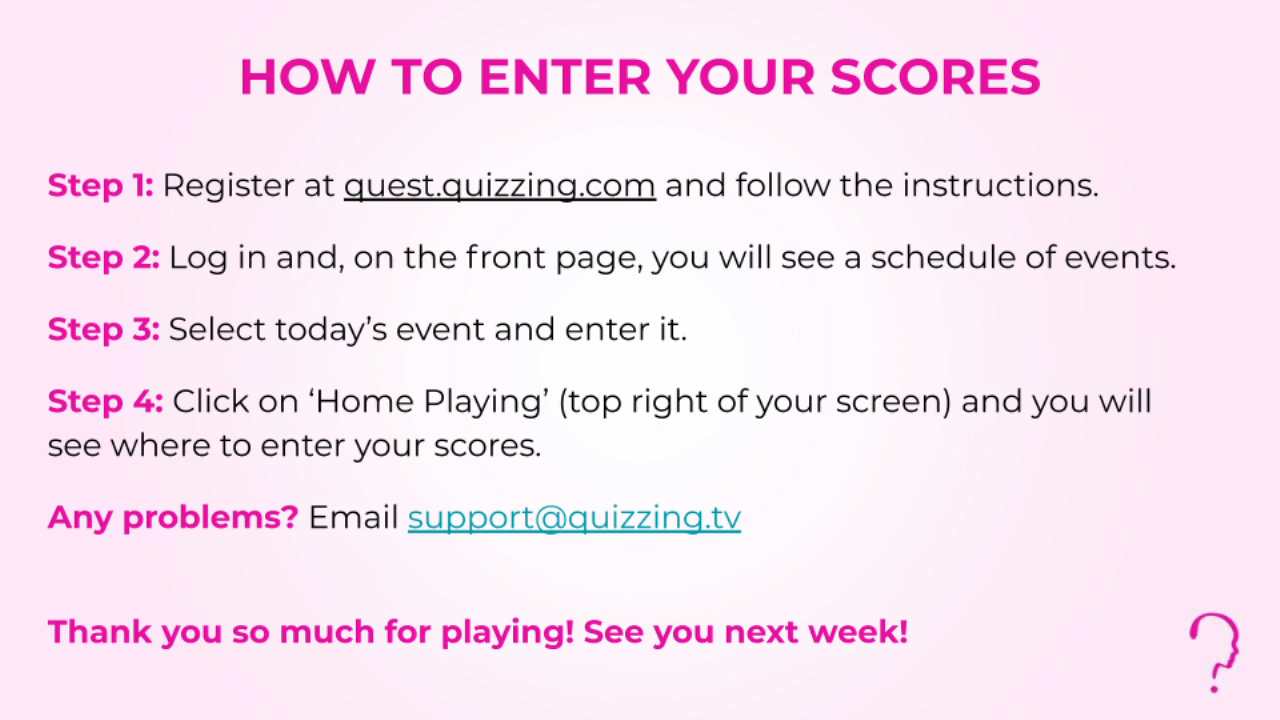 HOW TO ENTER YOUR SCORES
Step 1: Register at quest.quizzing.com and follow the instructions.
Step 2: Log in and, on the front page, you will see a schedule of events.
Step 3: Select today’s event and enter it.
Step 4: Click on ‘Home Playing’ (top right of your screen) and you will
see where to enter your scores.
Any problems? Email support@quizzing.tv
Thank you so much for playing! See you next week!